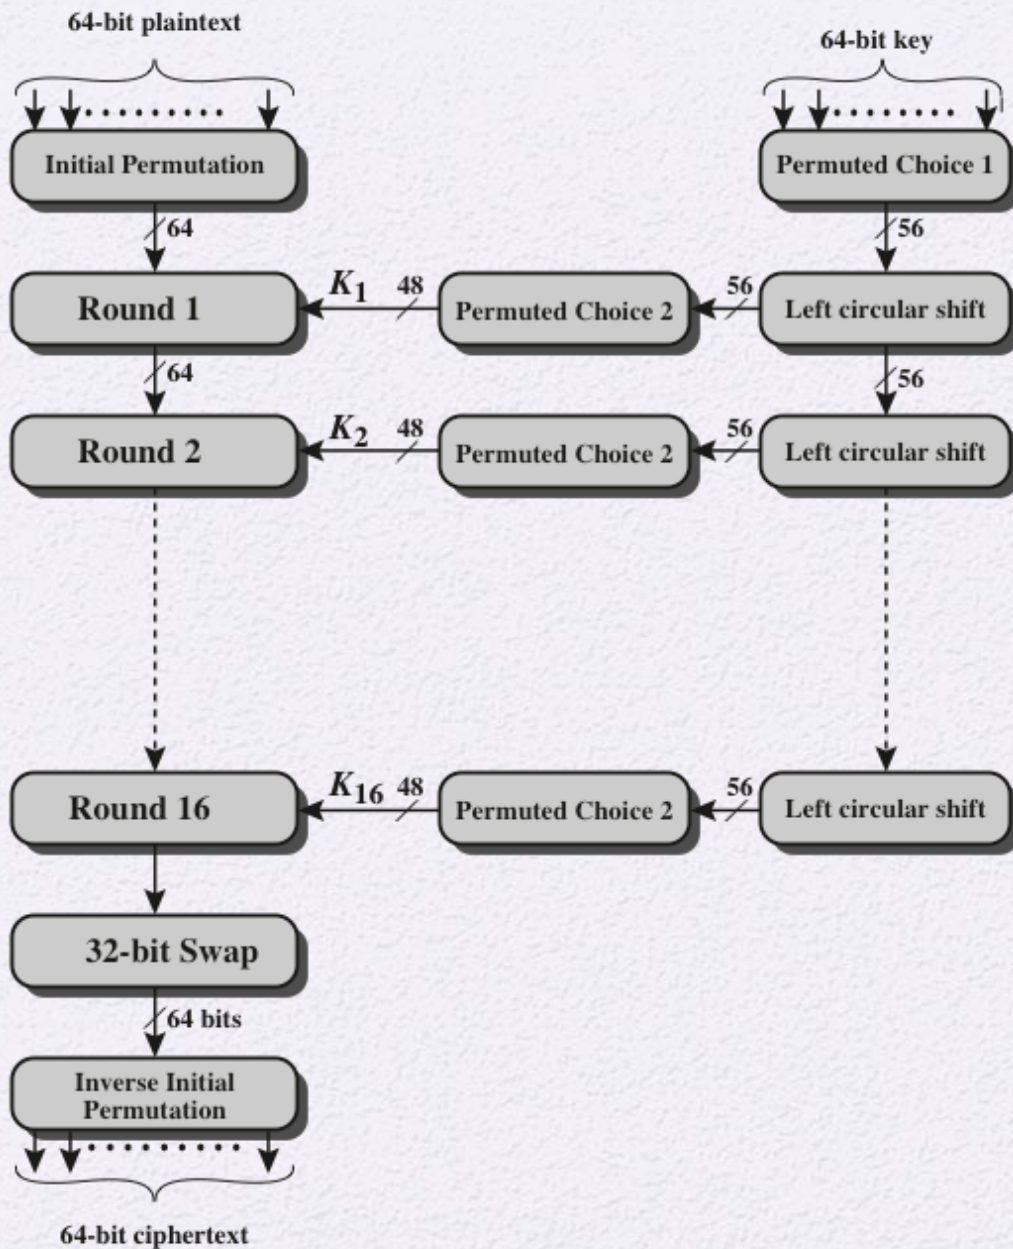 64-bit plaintext
64-bit key
Initial Permutation
Permuted Choice 1
64
56
Round 1
K1
48
Permuted Choice 2
56
Left circular shift
64
56
Round 2
K2
48
Permuted Choice 2
56
Left circular shift
Round 16
K16
48
Permuted Choice 2
56
Left circular shift
32-bit Swap
64 bits
Inverse Initial
Permutation
64-bit ciphertext